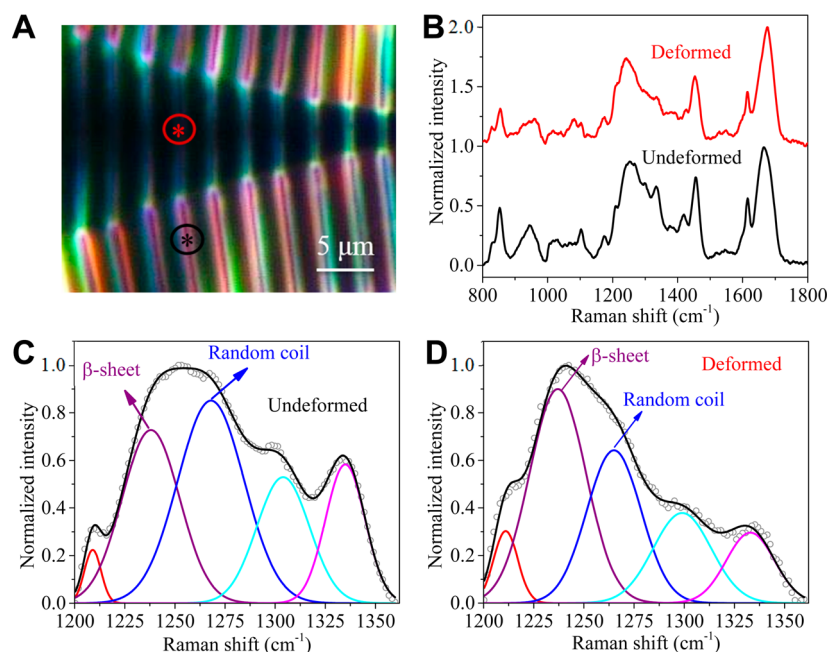 A
*
*
5 μm
B
Normalized intensity
2.0
1.5
1.0
0.5
0.0
Deformed
Undeformed
800 1000 1200 1400 1600 1800
Raman shift (cm-1)
C
Normalized intensity
1.0
0.8
0.6
0.4
0.2
0.0
β-sheet
Random coil
Undeformed
1200 1225 1250 1275 1300 1325 1350
Raman shift (cm-1)
D
Normalized intensity
1.0
0.8
0.6
0.4
0.2
0.0
β-sheet
Deformed
Random coil
1200 1225 1250 1275 1300 1325 1350
Raman shift (cm-1)